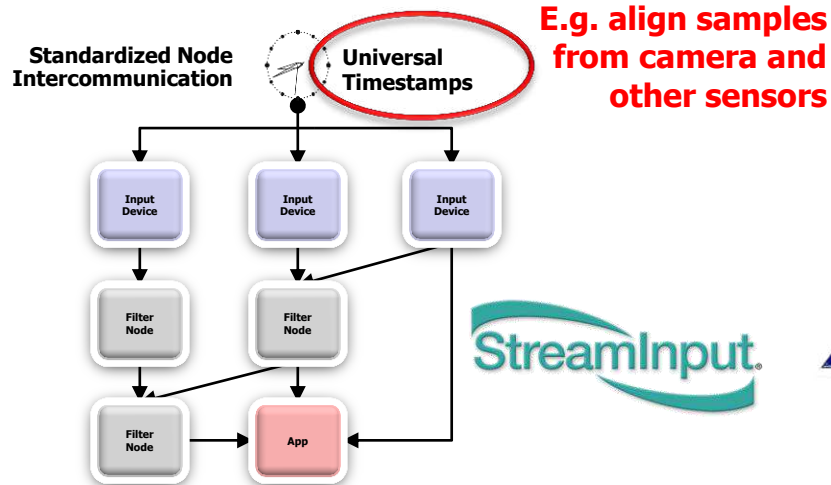 E.g. align samples
from camera and
other sensors
Standardized Node
Intercommunication
Universal
Timestamps
Input
Device
Input
Device
Input
Device
Filter
Node
Filter
Node
StreamInput.
Filter
Node
App